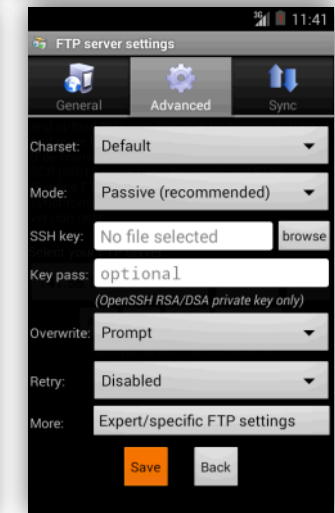 3G 11:41
FTP server settings
General Advanced Sync
Charset: Default
Mode: Passive (recommended)
SSH key: No file selected browse
Key pass: optional
(OpenSSH RSA/DSA private key only)
Overwrite: Prompt
Retry: Disabled
More: Expert/specific FTP settings
Save Back